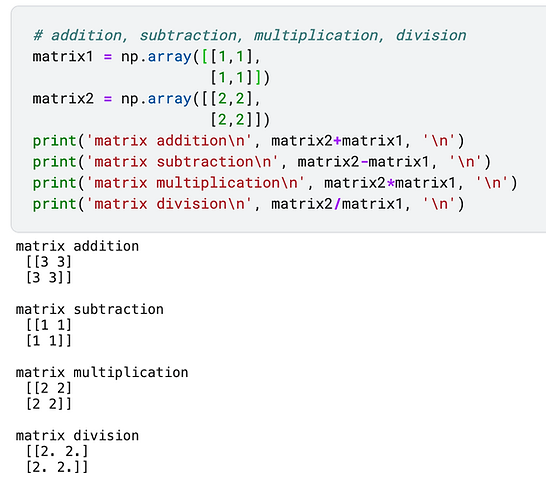 # addition, subtraction, multiplication, division
matrix1 = np.array([[1,1],
                    [1,1]])
matrix2 = np.array([[2,2],
                    [2,2]])
print('matrix addition\n', matrix2+matrix1, '\n')
print('matrix subtraction\n', matrix2-matrix1, '\n')
print('matrix multiplication\n', matrix2*matrix1, '\n')
print('matrix division\n', matrix2/matrix1, '\n')
matrix addition
 [[3 3]
 [3 3]]
matrix subtraction
 [[1 1]
 [1 1]]
matrix multiplication
 [[2 2]
 [2 2]]
matrix division
 [[2. 2.]
 [2. 2.]]